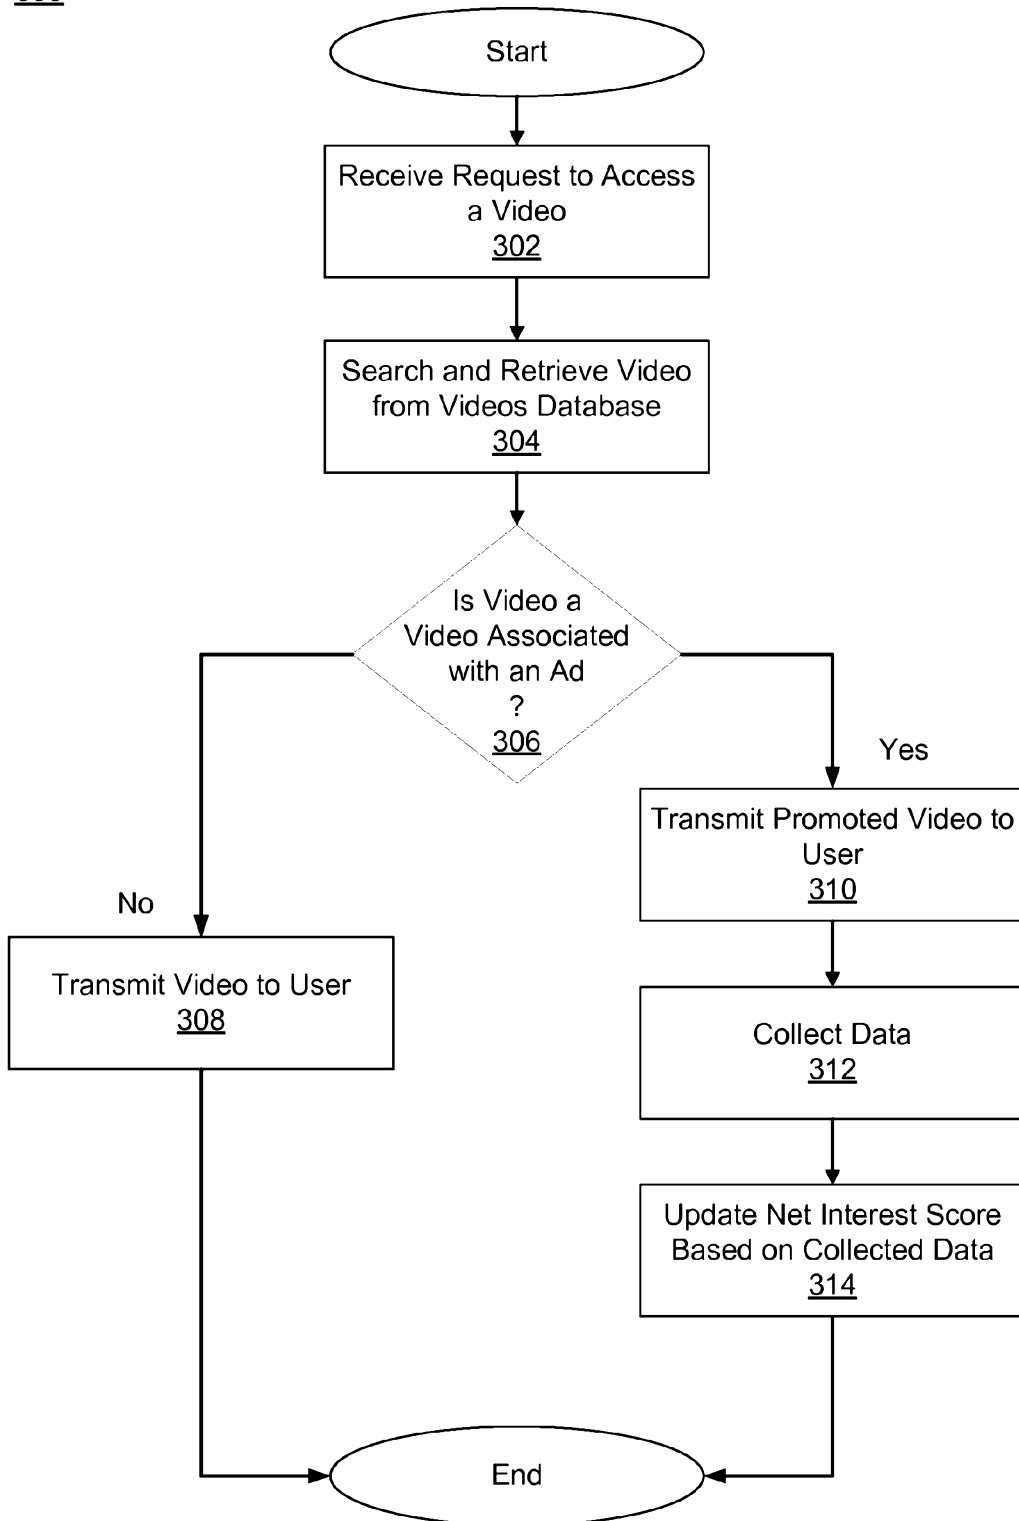 Start
Receive Request to Access
a Video
302
Search and Retrieve Video
from Videos Database
304
Is Video a
Video Associated
with an Ad
?
306
Yes
Transmit Promoted Video to
User
310
No
Transmit Video to User
308
Collect Data
312
Update Net Interest Score
Based on Collected Data
314
End